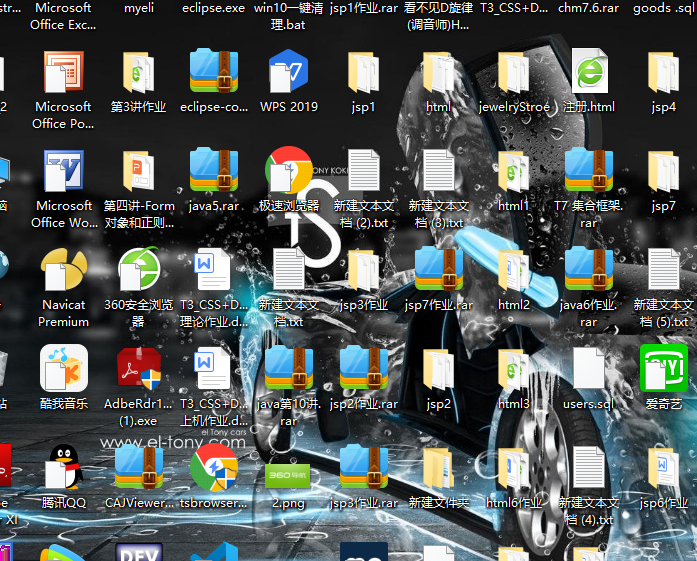 Microsoft
Office Exc...
myeli
eclipse.exe
win10一键清
理.bat
jsp1作业.rar
看不见D旋律
(调音师)H...
T3_CSS+D...
chm7.6.rar
goods .sql
Microsoft
Office Po...
第3讲作业
eclipse-co...
WPS 2019
jsp1
html
jewelryStroe
注册.html
jsp4
Microsoft
Office Wo...
第四讲-Form
对象和正则...
java5.rar
极速浏览器
新建文本文
档 (2).txt
新建文本文
档 (3).txt
html1
T7 集合框架.
rar
jsp7
TONY KOK
Navicat
Premium
360安全浏览
器
T3_CSS+D...
理论作业.d...
新建文本文
档.txt
jsp3作业
jsp7作业.rar
html2
java6作业.
rar
新建文本文
档 (5).txt
酷我音乐
AdbeRdr1...
(1).exe
T3_CSS+D...
上机作业.d...
java第10讲.
rar
jsp2作业.rar
jsp2
html3
users.sql
爱奇艺
el Tony cars
www.el-tony.com
XI
腾讯QQ
CAJViewer...
tsbrowser...
360导航
2.png
jsp3作业.rar
新建文件夹
html6作业
新建文本文
档 (4).txt
jsp6作业
DEV